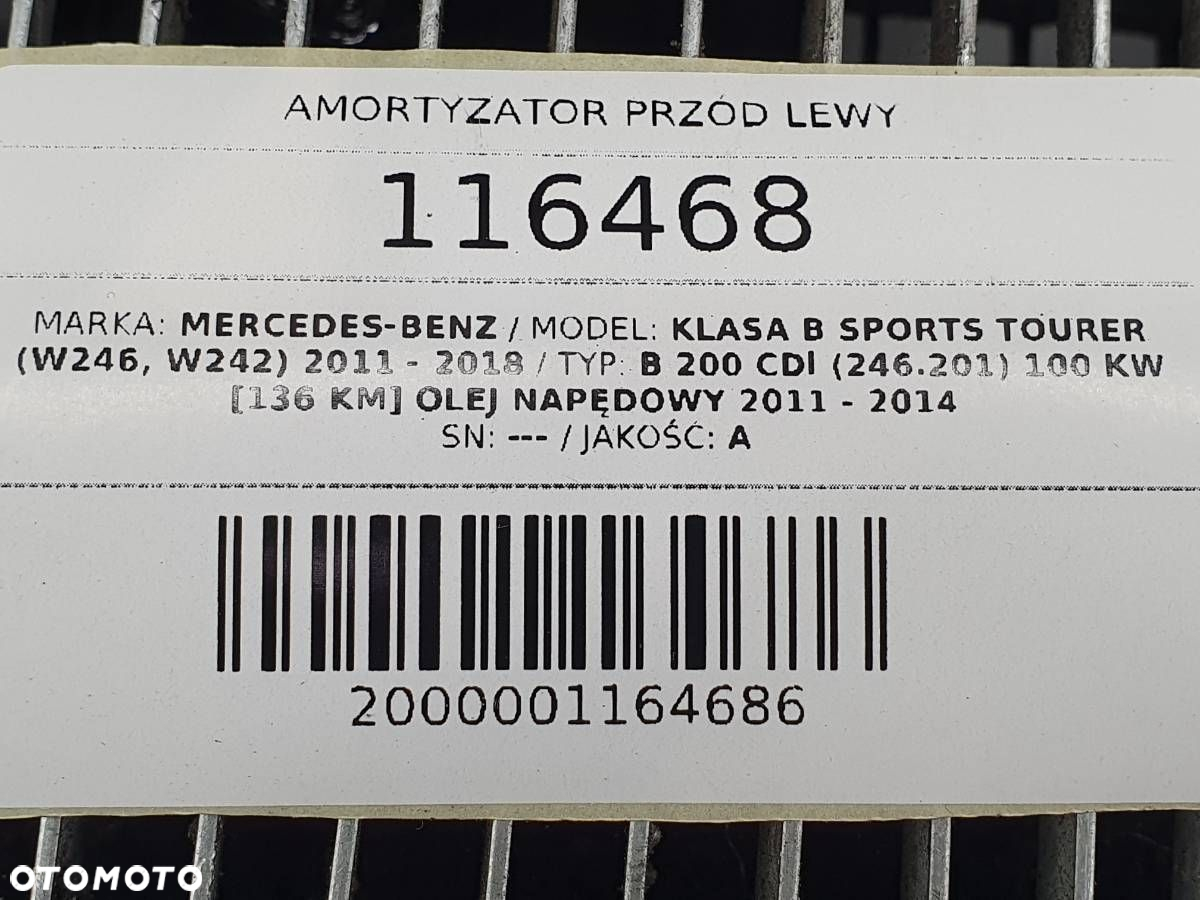 AMORTYZATOR PRZÓD LEWY
116468
MARKA: MERCEDES-BENZ / MODEL: KLASA B SPORTS TOURER
(W246, W242) 2011 - 2018 / TYP: B 200 CDI (246.201) 100 KW
[136 KM] OLEJ NAPĘDOWY 2011 - 2014
SN: --- / JAKOŚĆ: A
2000001164686
OTOMOTO